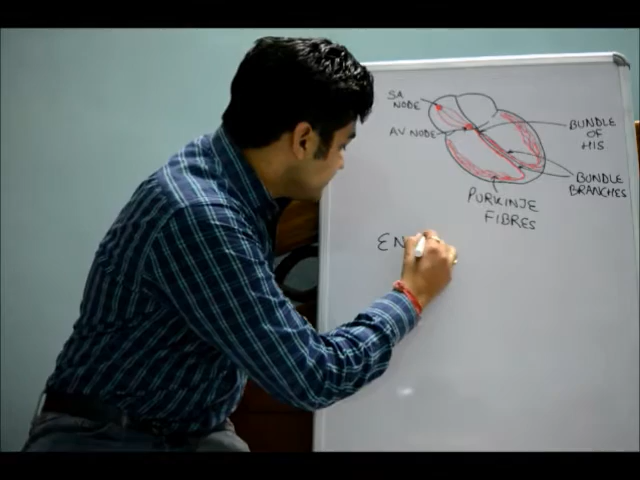 SA
NODE
AV NODE
BUNDLE
OF
HIS
BUNDLE
BRANCHES
PURKINJE
FIBRES
EN